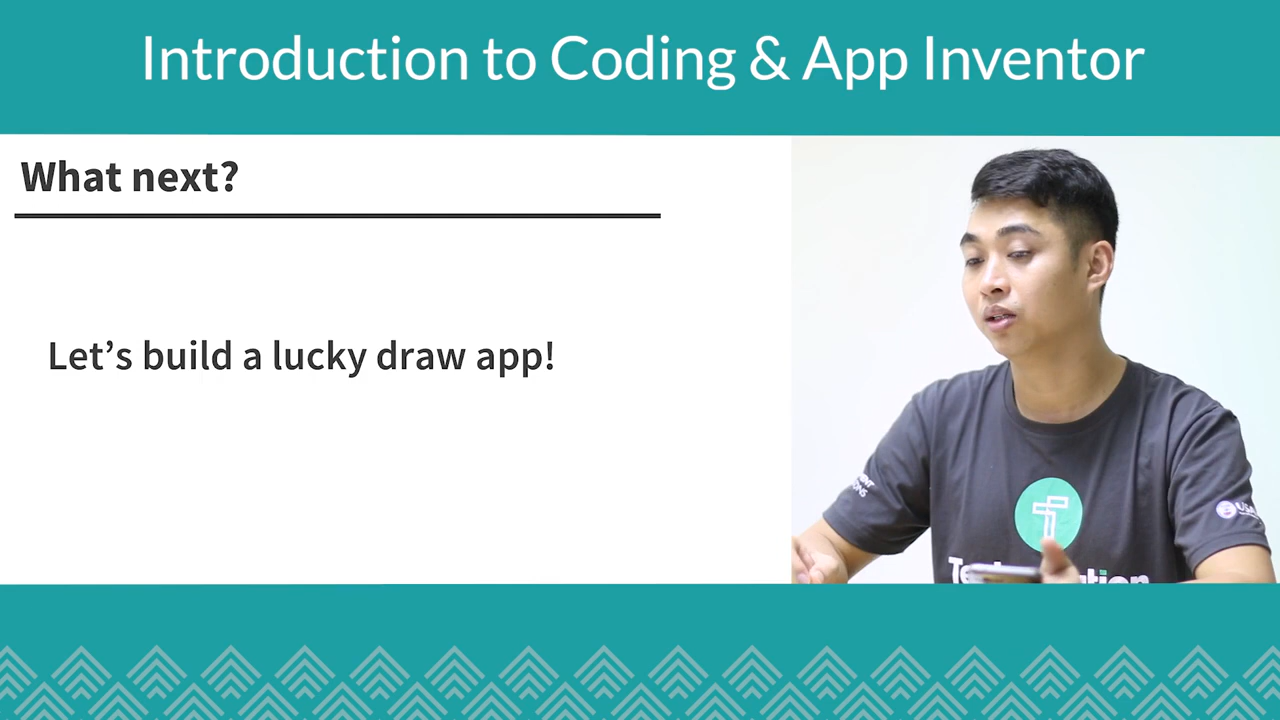 Introduction to Coding & App Inventor
What next?
Let's build a lucky draw app!